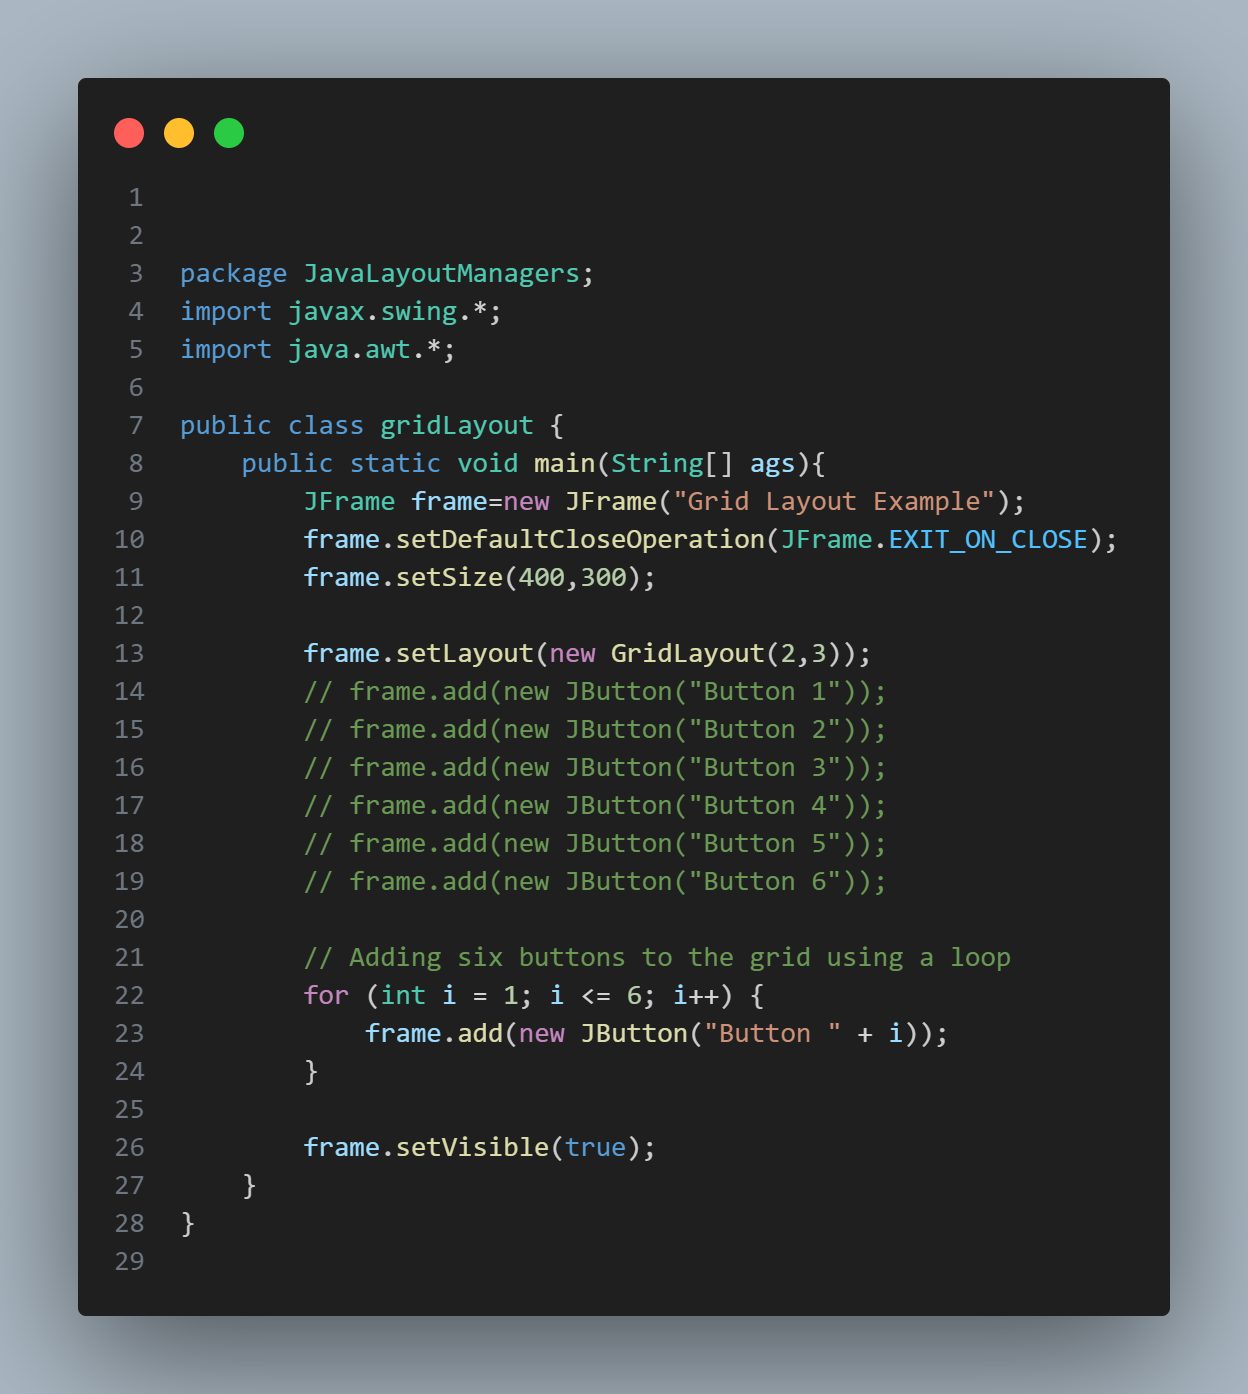 1
2
3 package JavaLayoutManagers;
4 import javax.swing.*;
5 import java.awt.*;
6
7 public class gridLayout {
8     public static void main(String[] ags){
9         JFrame frame=new JFrame("Grid Layout Example");
10         frame.setDefaultCloseOperation(JFrame.EXIT_ON_CLOSE);
11         frame.setSize(400,300);
12
13         frame.setLayout(new GridLayout(2,3));
14         // frame.add(new JButton("Button 1"));
15         // frame.add(new JButton("Button 2"));
16         // frame.add(new JButton("Button 3"));
17         // frame.add(new JButton("Button 4"));
18         // frame.add(new JButton("Button 5"));
19         // frame.add(new JButton("Button 6"));
20
21         // Adding six buttons to the grid using a loop
22         for (int i = 1; i <= 6; i++) {
23             frame.add(new JButton("Button " + i));
24         }
25
26         frame.setVisible(true);
27     }
28 }
29